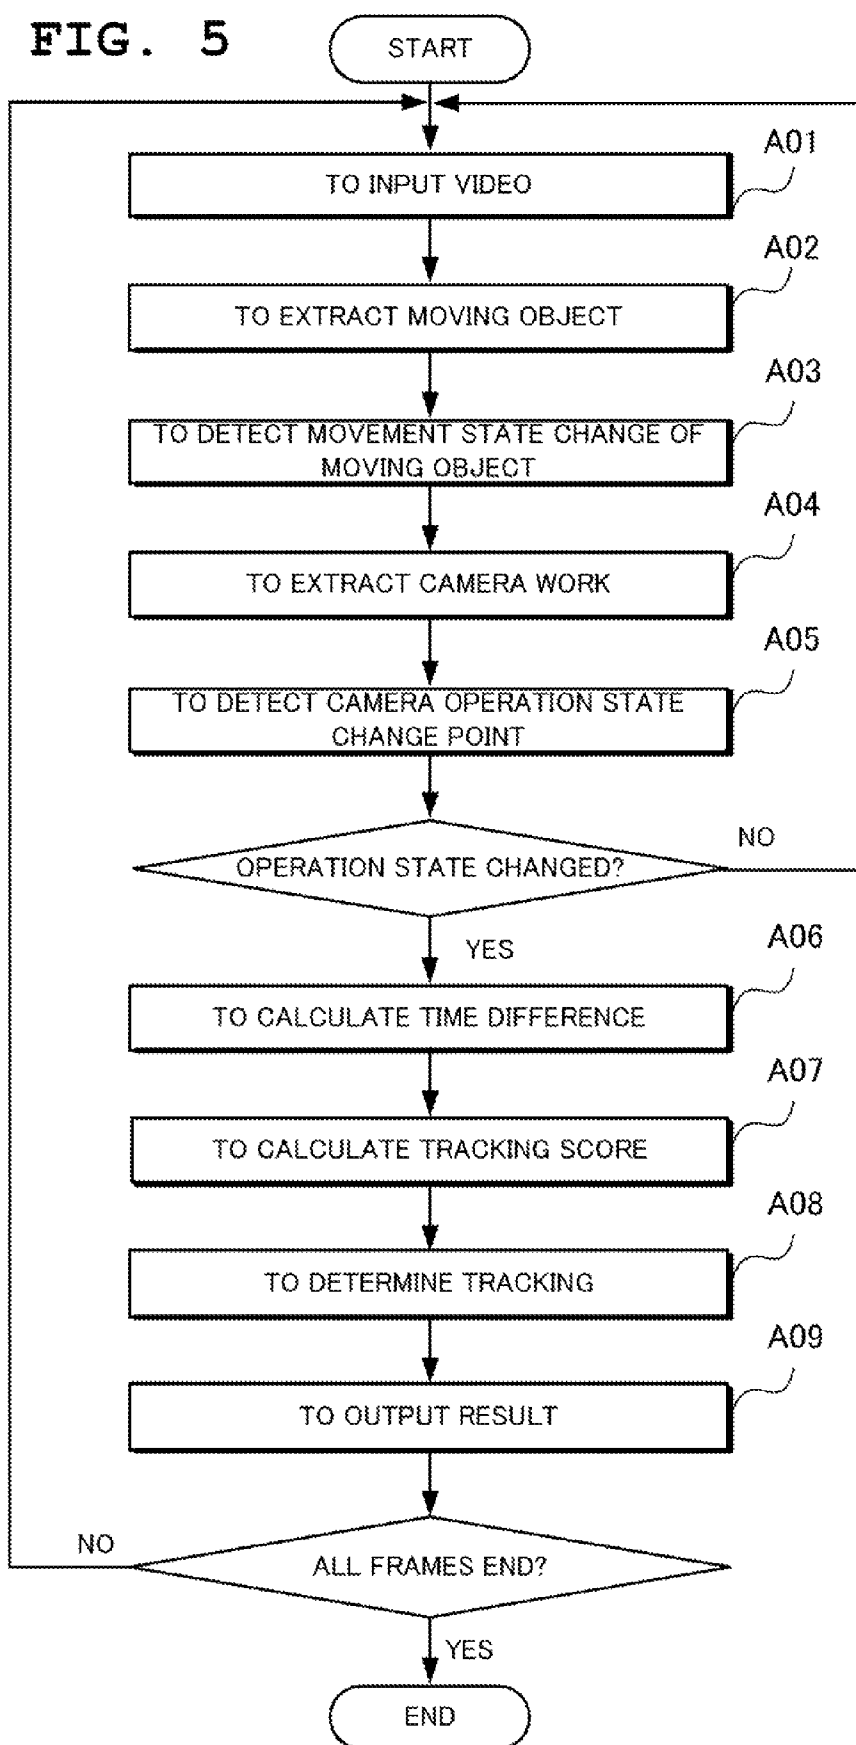 FIG. 5
START
A01
TO INPUT VIDEO
A02
TO EXTRACT MOVING OBJECT
A03
TO DETECT MOVEMENT STATE CHANGE OF
MOVING OBJECT
A04
TO EXTRACT CAMERA WORK
A05
TO DETECT CAMERA OPERATION STATE
CHANGE POINT
NO
OPERATION STATE CHANGED?
YES
A06
TO CALCULATE TIME DIFFERENCE
A07
TO CALCULATE TRACKING SCORE
A08
TO DETERMINE TRACKING
A09
TO OUTPUT RESULT
NO
ALL FRAMES END?
YES
END